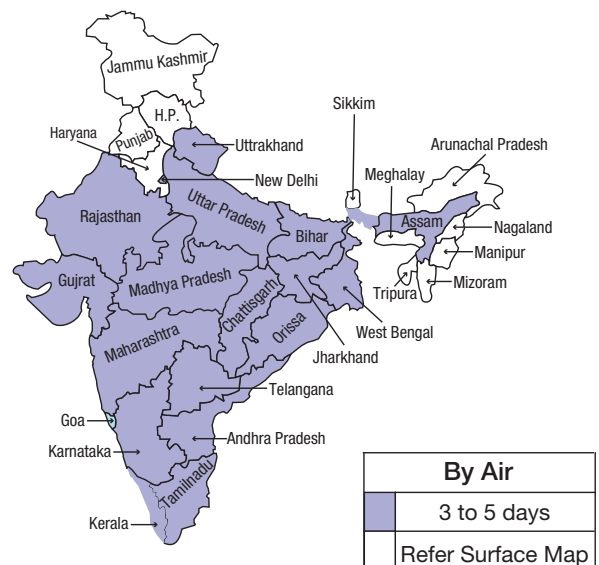 Jammu Kashmir
H.P.
Punjab
Haryana
Uttrakhand
New Delhi
Sikkim
Arunachal Pradesh
Meghalay
Rajasthan
Uttar Pradesh
Bihar
Assam
Nagaland
Manipur
Mizoram
Tripura
Gujrat
Madhya Pradesh
Chattisgarh
West Bengal
Jharkhand
Orissa
Maharashtra
Telangana
Goa
Karnataka
Andhra Pradesh
Tamilnadu
Kerala
By Air
3 to 5 days
Refer Surface Map